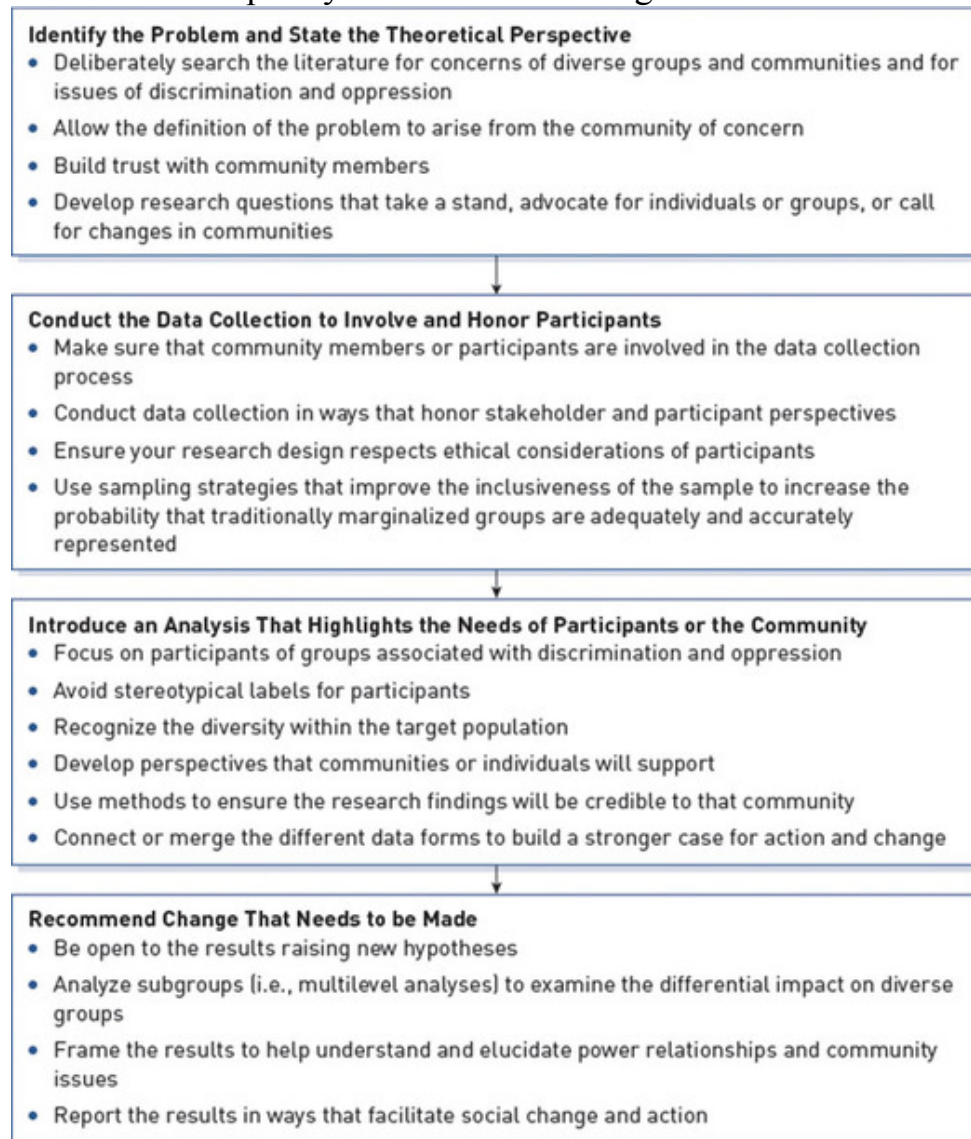 Identify the Problem and State the Theoretical Perspective
• Deliberately search the literature for concerns of diverse groups and communities and for
issues of discrimination and oppression
• Allow the definition of the problem to arise from the community of concern
• Build trust with community members
• Develop research questions that take a stand, advocate for individuals or groups, or call
for changes in communities
Conduct the Data Collection to Involve and Honor Participants
• Make sure that community members or participants are involved in the data collection
process
• Conduct data collection in ways that honor stakeholder and participant perspectives
• Ensure your research design respects ethical considerations of participants
• Use sampling strategies that improve the inclusiveness of the sample to increase the
probability that traditionally marginalized groups are adequately and accurately
represented
Introduce an Analysis That Highlights the Needs of Participants or the Community
• Focus on participants of groups associated with discrimination and oppression
• Avoid stereotypical labels for participants
• Recognize the diversity within the target population
• Develop perspectives that communities or individuals will support
• Use methods to ensure the research findings will be credible to that community
• Connect or merge the different data forms to build a stronger case for action and change
Recommend Change That Needs to be Made
• Be open to the results raising new hypotheses
• Analyze subgroups (i.e., multilevel analyses) to examine the differential impact on diverse
groups
• Frame the results to help understand and elucidate power relationships and community
issues
• Report the results in ways that facilitate social change and action